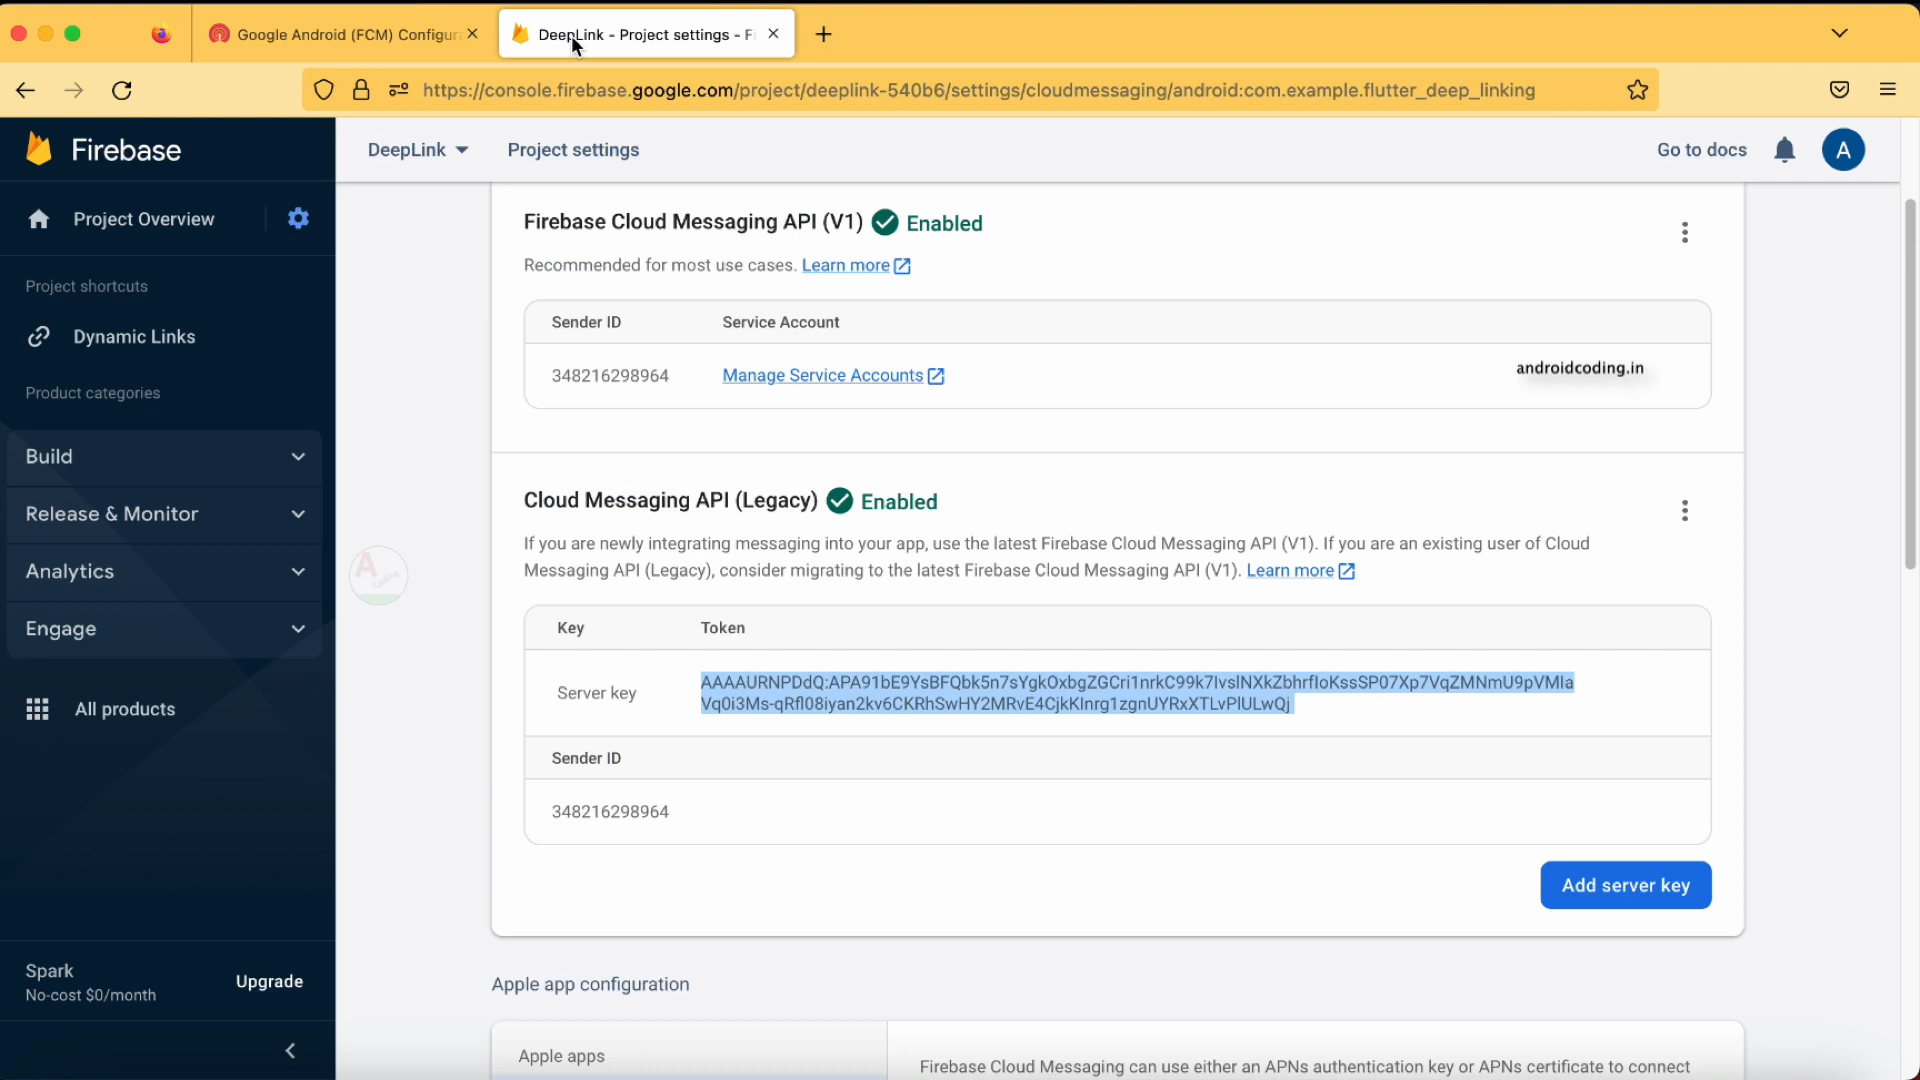 Google Android (FCM) Configur
DeepLink - Project settings - Fi
https://console.firebase.google.com/project/deeplink-540b6/settings/cloudmessaging/android:com.example.flutter_deep_linking
Firebase
DeepLink
Project settings
Go to docs
A
Project Overview
Project shortcuts
Dynamic Links
Product categories
Build
Release & Monitor
Analytics
Engage
All products
Spark
No-cost $0/month
Upgrade
Firebase Cloud Messaging API (V1) Enabled
Recommended for most use cases. Learn more
Sender ID Service Account
348216298964 Manage Service Accounts
androidcoding.in
Cloud Messaging API (Legacy) Enabled
If you are newly integrating messaging into your app, use the latest Firebase Cloud Messaging API (V1). If you are an existing user of Cloud
Messaging API (Legacy), consider migrating to the latest Firebase Cloud Messaging API (V1). Learn more
Key Token
Server key
AAAAURNPDdQ:APA91bE9YsBFQbk5n7sYgkOxbgZGCri1nrkC99k7IvslNXkZbhrfIoKssSP07Xp7VqZMNmU9pVMIa
Vq0i3Ms-qRfl08iyan2kv6CKRhSwHY2MRvE4CjkKInrg1zgnUYRxXTLvPlULwQj
Sender ID
348216298964
Add server key
Apple app configuration
Apple apps
Firebase Cloud Messaging can use either an APNs authentication key or APNs certificate to connect